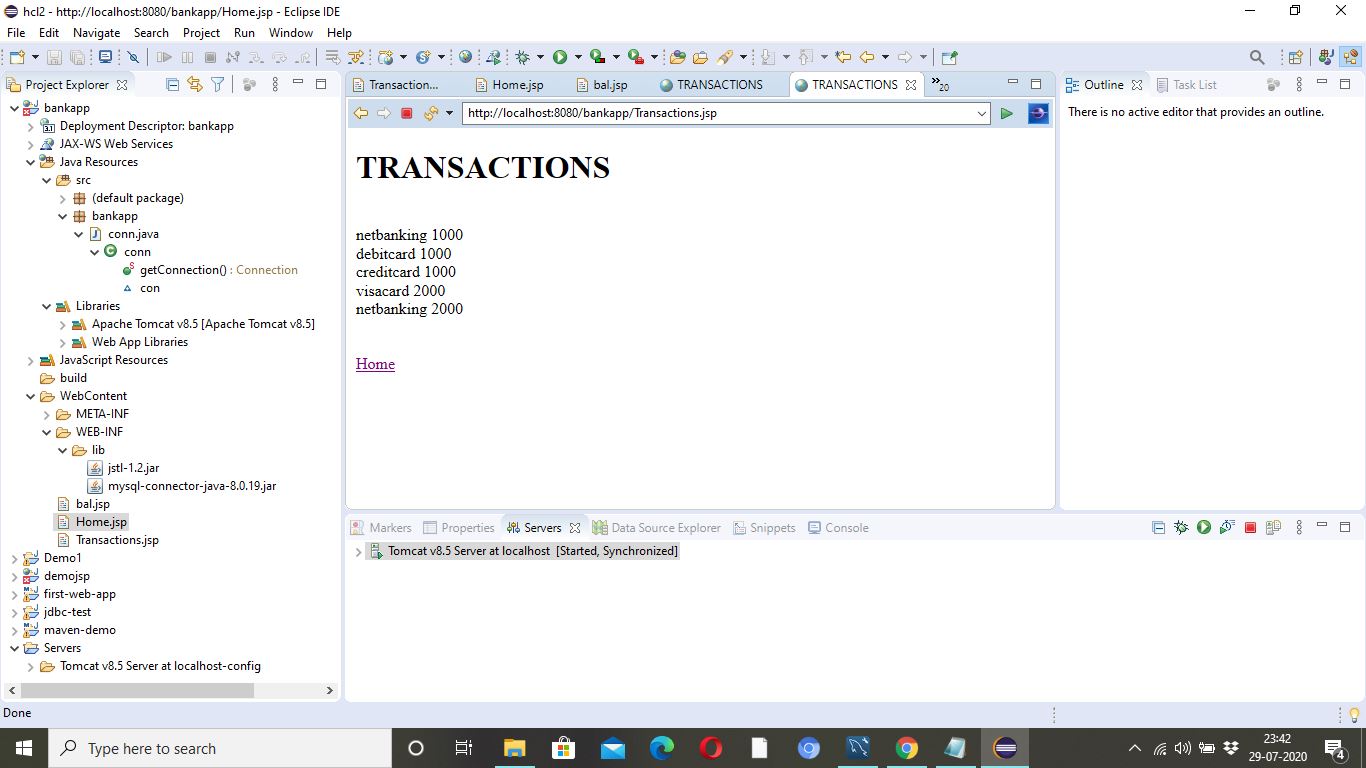 hcl2 - http://localhost:8080/bankapp/Home.jsp - Eclipse IDE
File Edit Navigate Search Project Run Window Help
Project Explorer
bankapp
Deployment Descriptor: bankapp
3.1
JAX-WS Web Services
Java Resources
src
(default package)
bankapp
conn.java
conn
getConnection() : Connection
con
Libraries
Apache Tomcat v8.5 [Apache Tomcat v8.5]
Web App Libraries
JavaScript Resources
build
WebContent
META-INF
WEB-INF
lib
jstl-1.2.jar
mysql-connector-java-8.0.19.jar
bal.jsp
Home.jsp
Transactions.jsp
Demo1
demojsp
first-web-app
jdbc-test
maven-demo
Servers
Tomcat v8.5 Server at localhost-config
Transaction... Home.jsp bal.jsp TRANSACTIONS TRANSACTIONS »20
http://localhost:8080/bankapp/Transactions.jsp
TRANSACTIONS
netbanking 1000
debitcard 1000
creditcard 1000
visacard 2000
netbanking 2000
Home
Outline Task List
There is no active editor that provides an outline.
Markers Properties Servers Data Source Explorer Snippets Console
Tomcat v8.5 Server at localhost [Started, Synchronized]
Done
Type here to search
23:42
29-07-2020
4